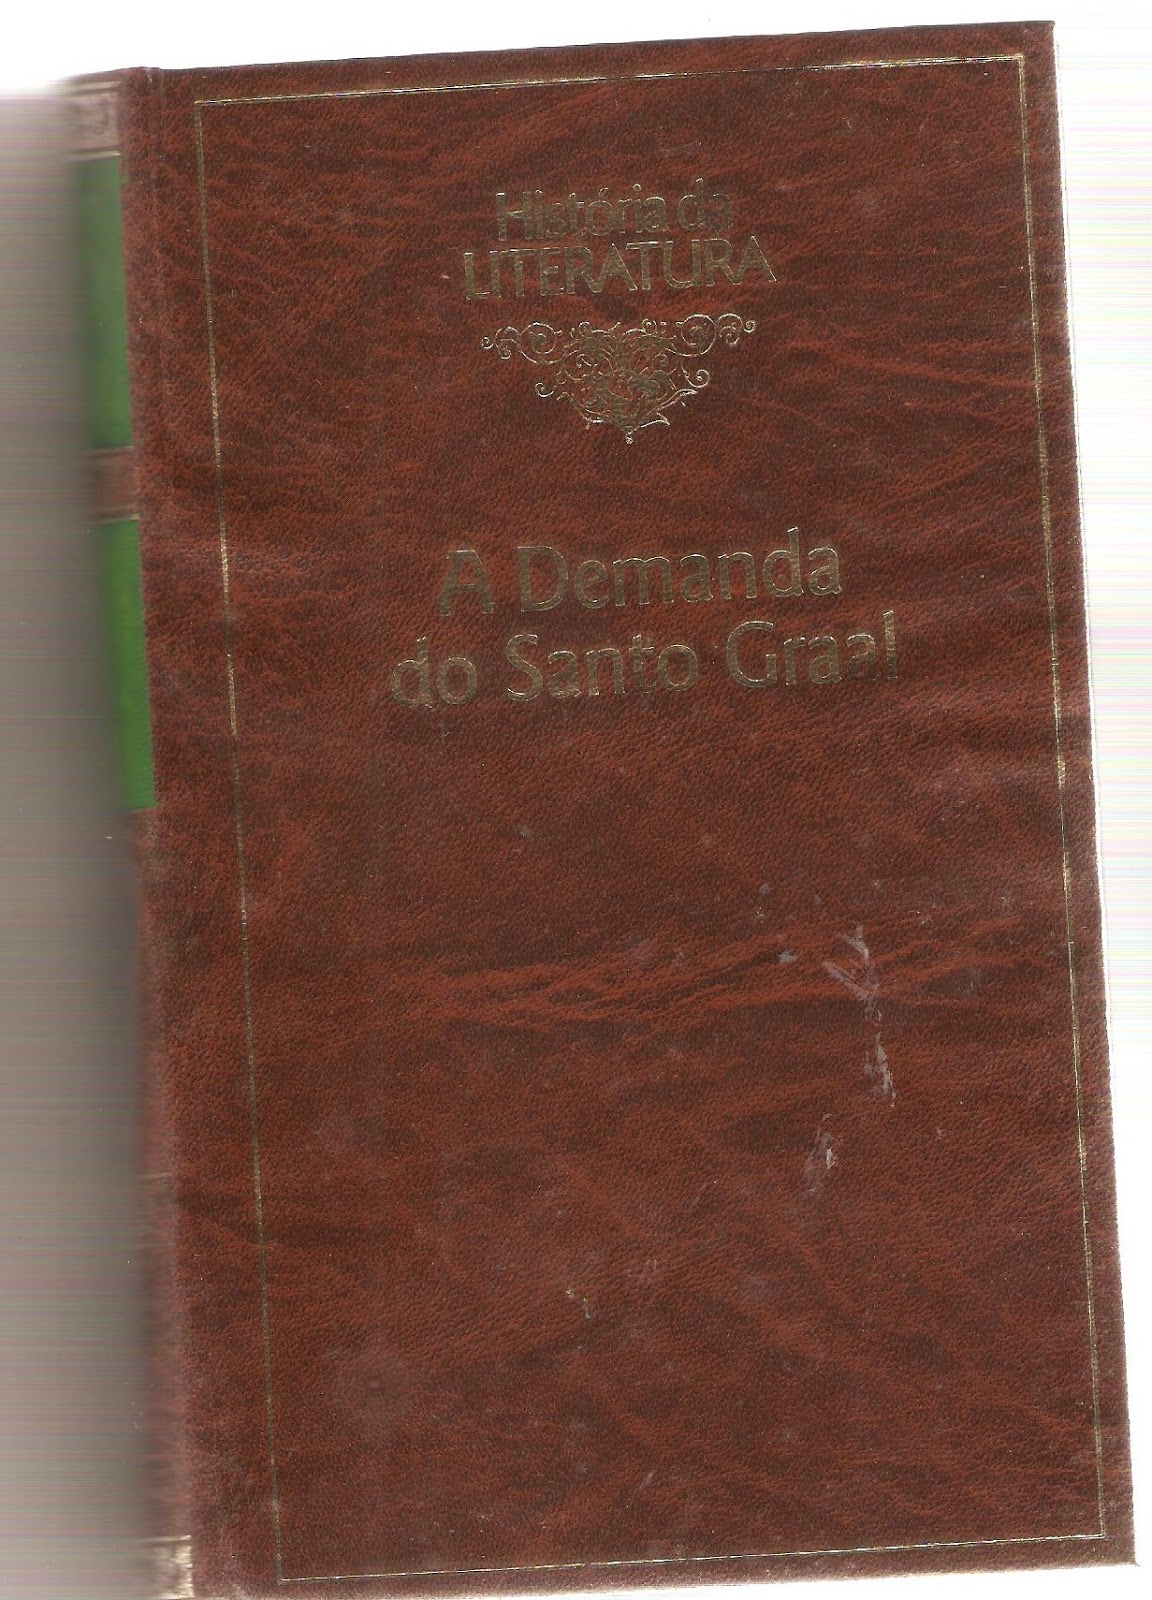 História da
LITERATURA
A Demanda
do Santo Graal